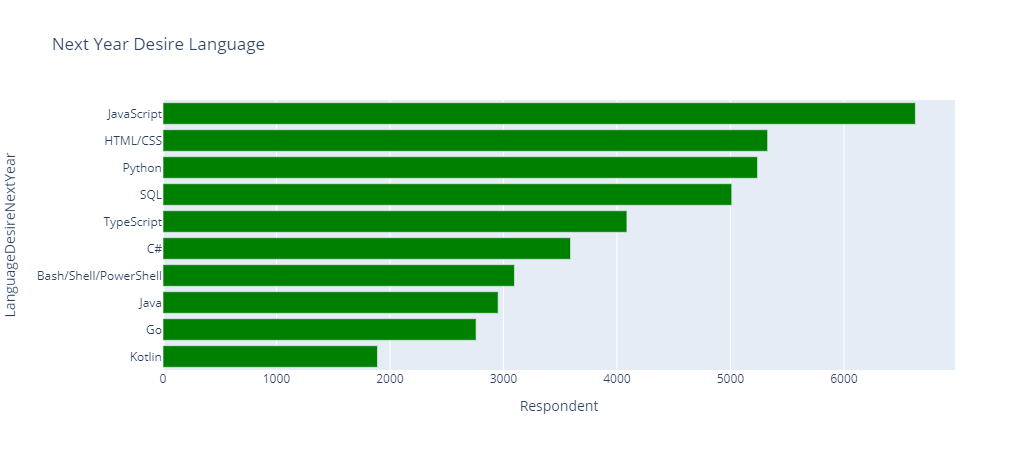 Next Year Desire Language
LanguageDesireNextYear
JavaScript
HTML/CSS
Python
SQL
TypeScript
C#
Bash/Shell/PowerShell
Java
Go
Kotlin
0 1000 2000 3000 4000 5000 6000
Respondent